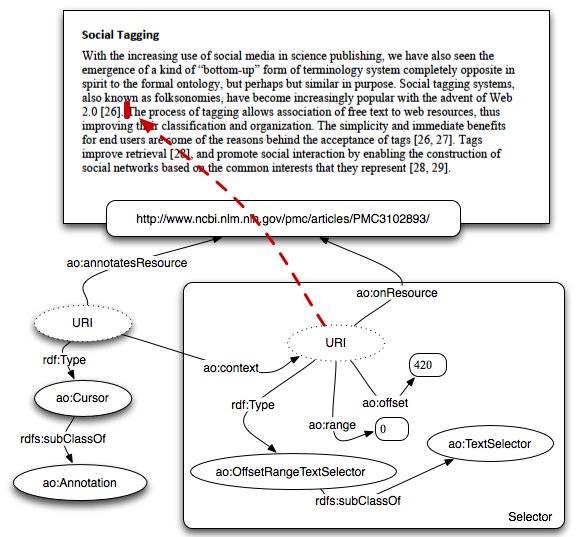 Social Tagging
With the increasing use of social media in science publishing, we have also seen the
emergence of a kind of “bottom-up” form of terminology system completely opposite in
spirit to the formal ontology, but perhaps but similar in purpose. Social tagging systems,
also known as folksonomies, have become increasingly popular with the advent of Web
2.0 [26]. The process of tagging allows association of free text to web resources, thus
improving their classification and organization. The simplicity and immediate benefits
for end users are some of the reasons behind the acceptance of tags [26, 27]. Tags
improve retrieval [28], and promote social interaction by enabling the construction of
social networks based on the common interests that they represent [28, 29].
http://www.ncbi.nlm.nih.gov/pmc/articles/PMC3102893/
ao:annotatesResource
ao:onResource
URI
URI
rdf:Type
ao:context
420
ao:Cursor
rdf:Type
ao:offset
ao:range
0
rdfs:subClassOf
ao:TextSelector
ao:Annotation
ao:OffsetRangeTextSelector
rdfs:subClassOf
Selector